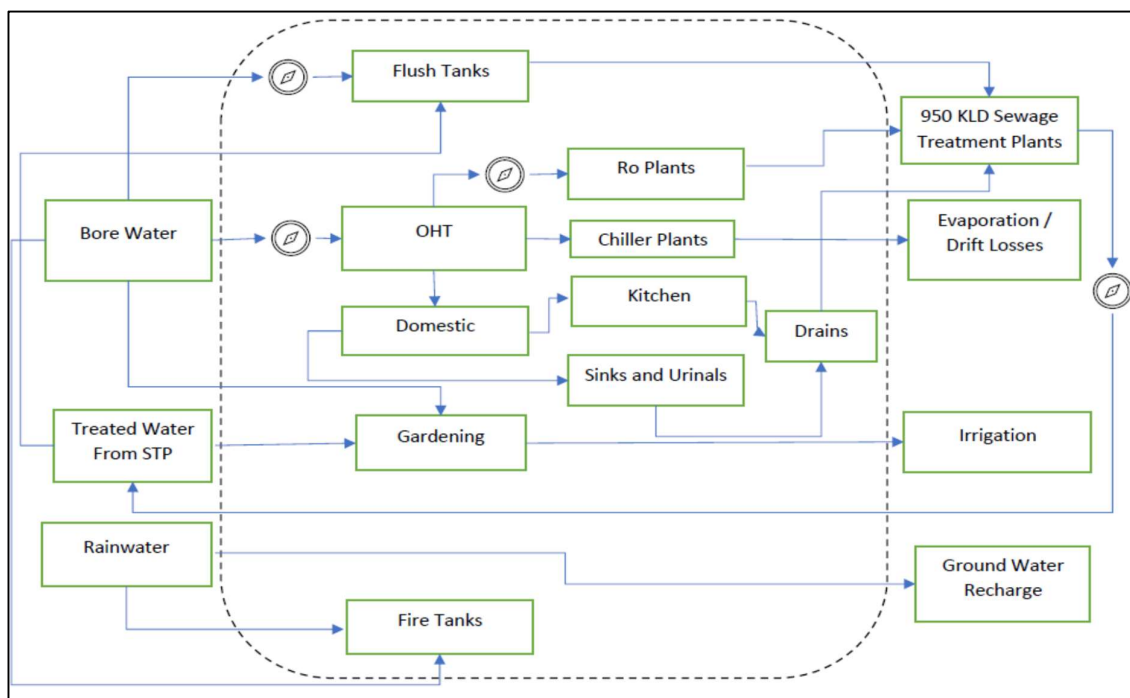 Flush Tanks
950 KLD Sewage
Treatment Plants
Ro Plants
Bore Water
OHT
Chiller Plants
Evaporation /
Drift Losses
Kitchen
Domestic
Drains
Sinks and Urinals
Treated Water
From STP
Gardening
Irrigation
Rainwater
Ground Water
Recharge
Fire Tanks